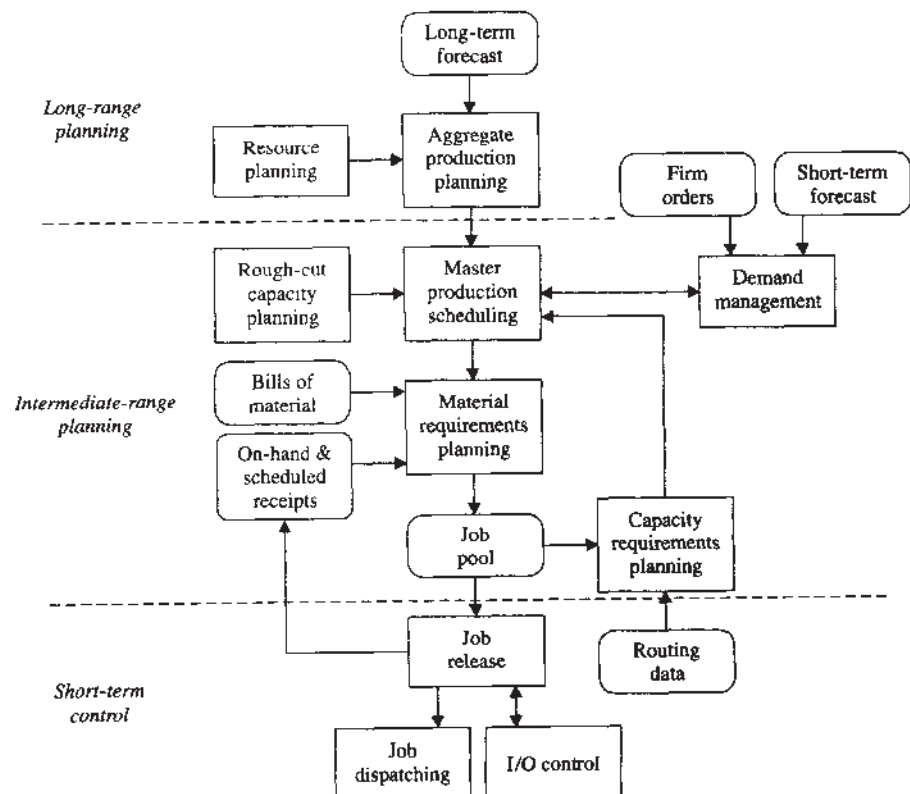 Long-term
forecast
Long-range
planning
Resource
planning
Aggregate
production
planning
Firm
orders
Short-term
forecast
Rough-cut
capacity
planning
Master
production
scheduling
Demand
management
Bills of
material
Intermediate-range
planning
Material
requirements
planning
On-hand &
scheduled
receipts
Job
pool
Capacity
requirements
planning
Job
release
Routing
data
Short-term
control
Job
dispatching
I/O control